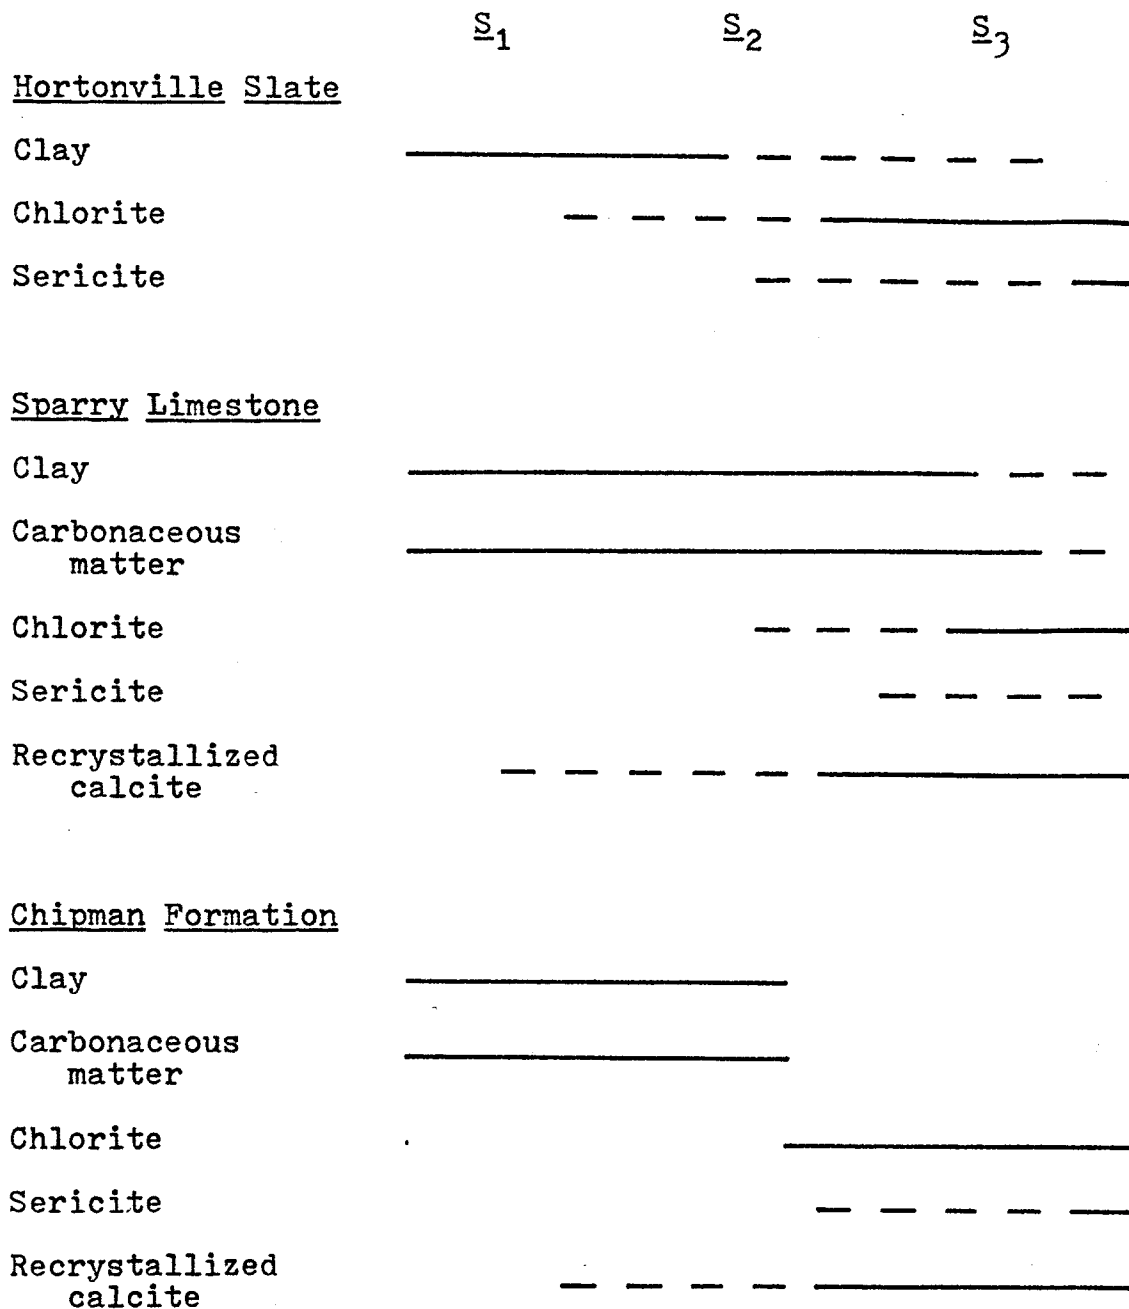 S1 S2 S3
Hortonville Slate
Clay
Chlorite
Sericite
Sparry Limestone
Clay
Carbonaceous
matter
Chlorite
Sericite
Recrystallized
calcite
Chipman Formation
Clay
Carbonaceous
matter
Chlorite
Sericite
Recrystallized
calcite